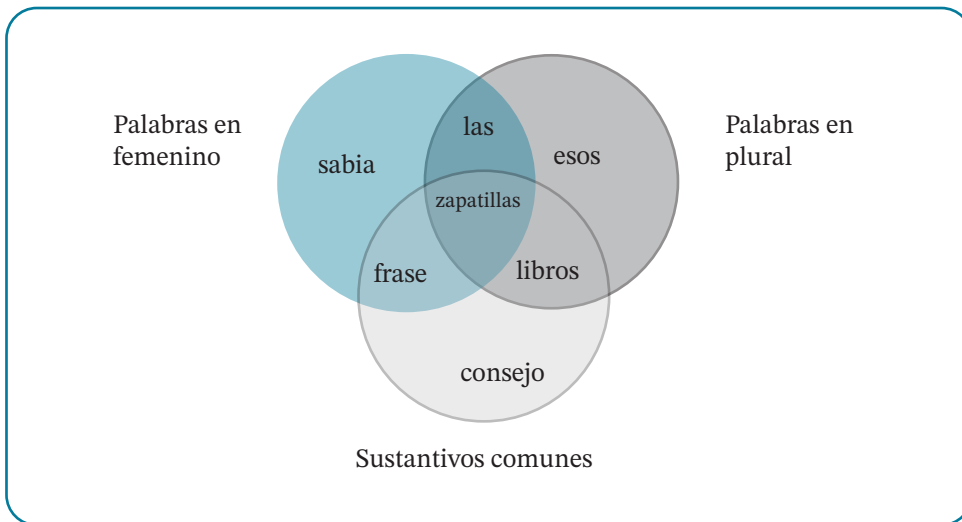 Palabras en
femenino
las
Palabras en
plural
sabia
esos
zapatillas
frase
libros
consejo
Sustantivos comunes